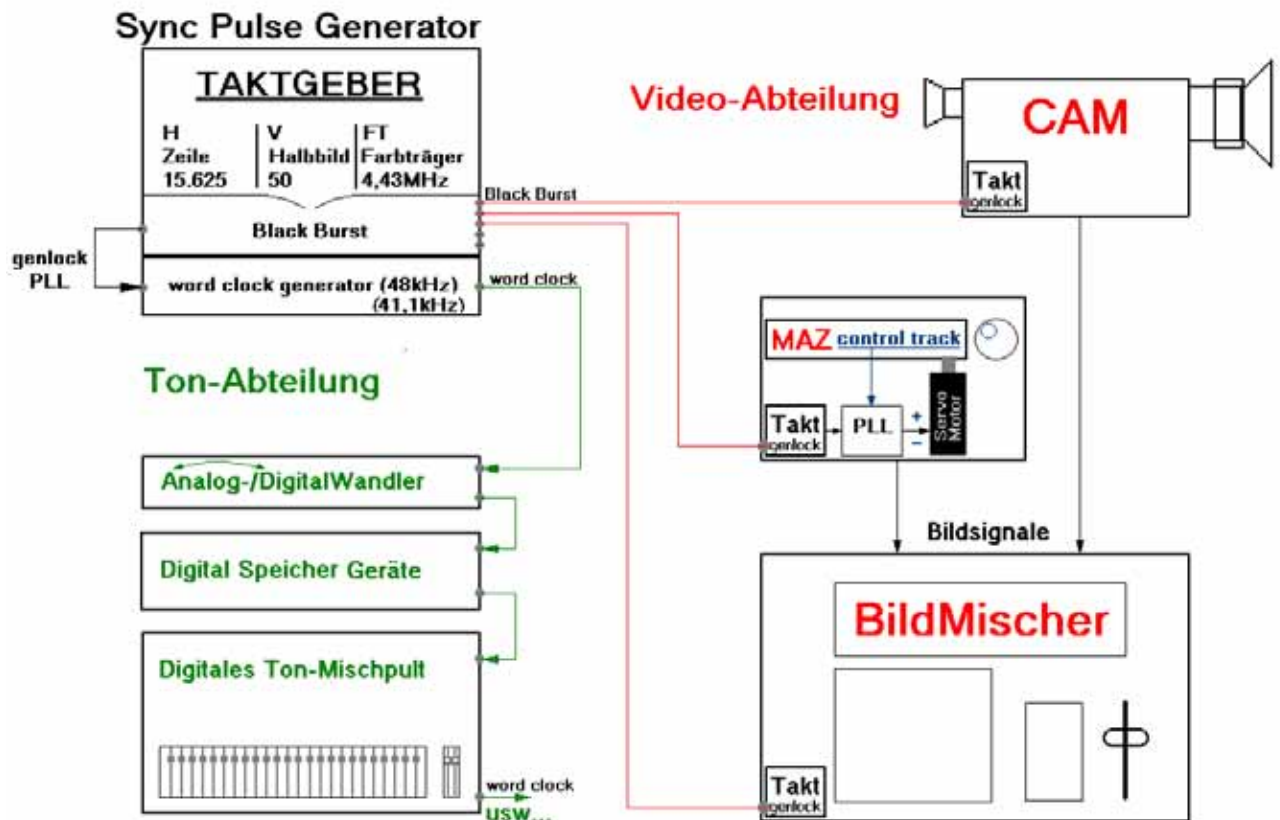 Sync Pulse Generator
TAKTGEBER
H
Zeile
15.625
V
Halbbild
50
FT
Farbträger
4,43MHz
Black Burst
genlock
PLL
word clock generator (48kHz)
(41,1kHz)
Black Burst
word clock
Video-Abteilung
CAM
Takt
genlock
MAZ control track
Takt
genlock
PLL
+
−
Servo
Motor
Ton-Abteilung
Analog-/DigitalWandler
Digital Speicher Geräte
Digitales Ton-Mischpult
word clock
usw...
Bildsignale
BildMischer
Takt
genlock